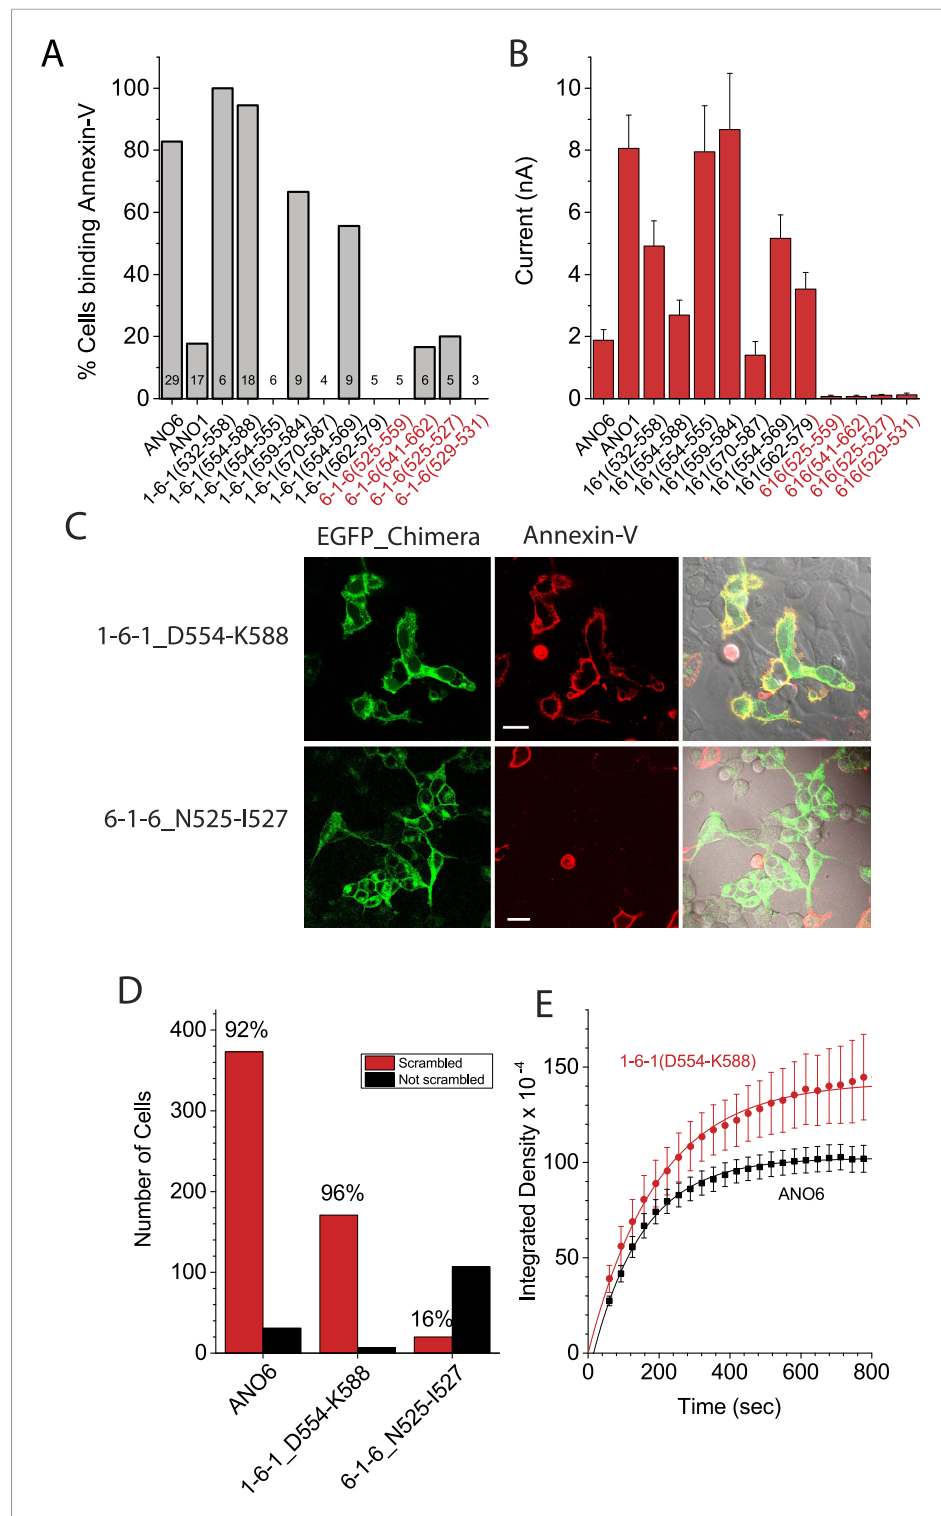 A
% Cells binding Annexin-V
100
80
60
40
20
0
29
17
6
18
6
9
4
9
5
5
6
5
3
ANO6
ANO1
1-6-1(532-558)
1-6-1(554-588)
1-6-1(554-555)
1-6-1(559-584)
1-6-1(570-587)
1-6-1(554-569)
1-6-1(562-579)
6-1-6(525-559)
6-1-6(541-662)
6-1-6(525-527)
6-1-6(529-531)
B
Current (nA)
10
8
6
4
2
0
ANO6
ANO1
161(532-558)
161(554-588)
161(554-555)
161(559-584)
161(570-587)
161(554-569)
161(562-579)
616(525-559)
616(541-662)
616(525-527)
616(529-531)
C
EGFP_Chimera
Annexin-V
1-6-1_D554-K588
6-1-6_N525-I527
D
Number of Cells
400
300
200
100
0
92%
96%
16%
Scrambled
Not scrambled
ANO6
1-6-1_D554-K588
6-1-6_N525-I527
E
Integrated Density x 10⁻⁴
150
100
50
0
1-6-1(D554-K588)
ANO6
0
200
400
600
800
Time (sec)